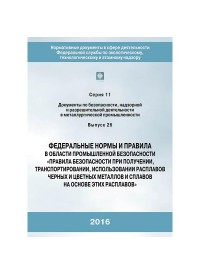 Нормативные документы в сфере деятельности
Федеральной службы по экологическому,
технологическому и атомному надзору
Серия 11
Документы по безопасности, надзорной
и разрешительной деятельности
в металлургической промышленности
Выпуск 26
ФЕДЕРАЛЬНЫЕ НОРМЫ И ПРАВИЛА
В ОБЛАСТИ ПРОМЫШЛЕННОЙ БЕЗОПАСНОСТИ
«ПРАВИЛА БЕЗОПАСНОСТИ ПРИ ПОЛУЧЕНИИ,
ТРАНСПОРТИРОВАНИИ, ИСПОЛЬЗОВАНИИ РАСПЛАВОВ
ЧЕРНЫХ И ЦВЕТНЫХ МЕТАЛЛОВ И СПЛАВОВ
НА ОСНОВЕ ЭТИХ РАСПЛАВОВ»
2016